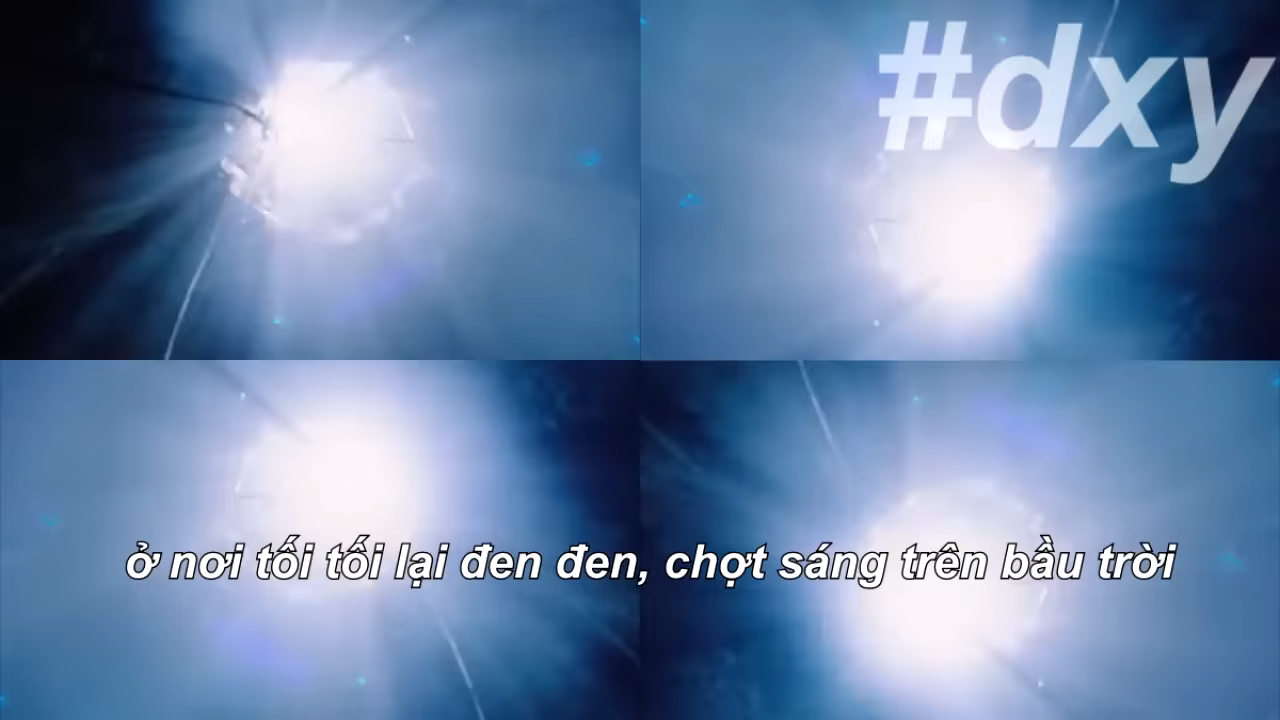 #dxy
ở nơi tối tối lại đen đen, chợt sáng trên bầu trời